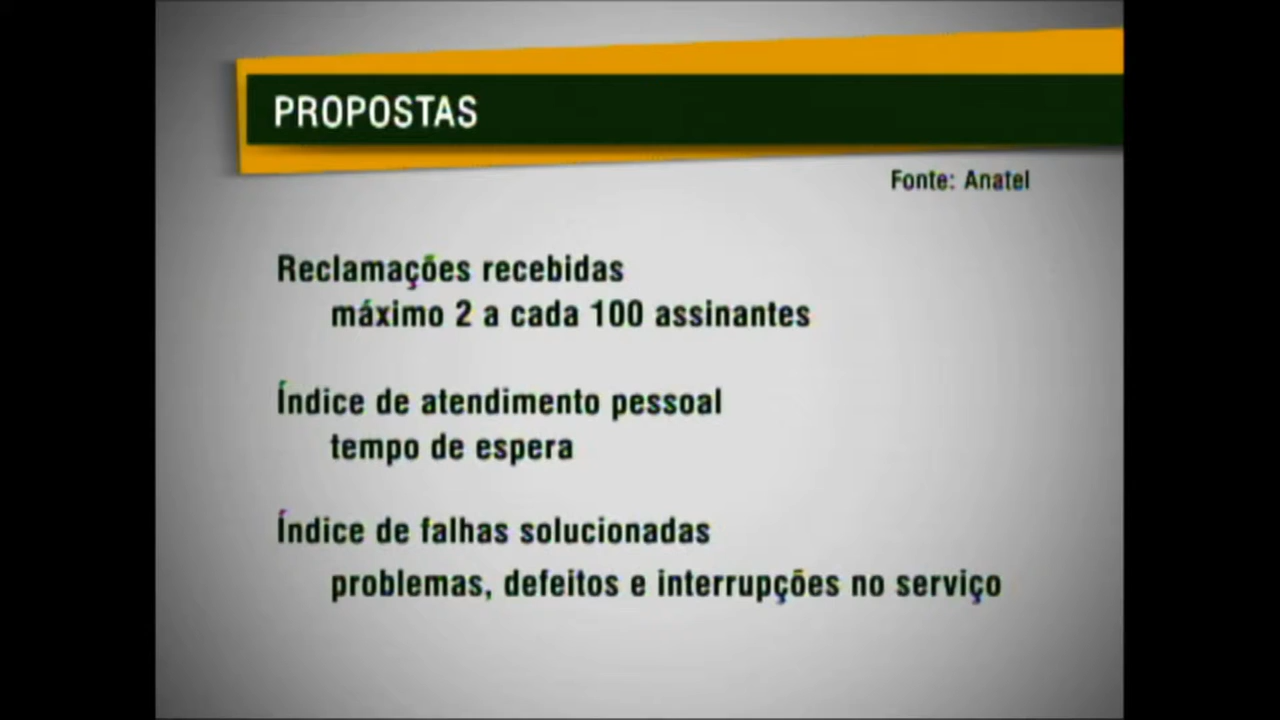 PROPOSTAS
Fonte: Anatel
Reclamações recebidas
máximo 2 a cada 100 assinantes
Índice de atendimento pessoal
tempo de espera
Índice de falhas solucionadas
problemas, defeitos e interrupções no serviço